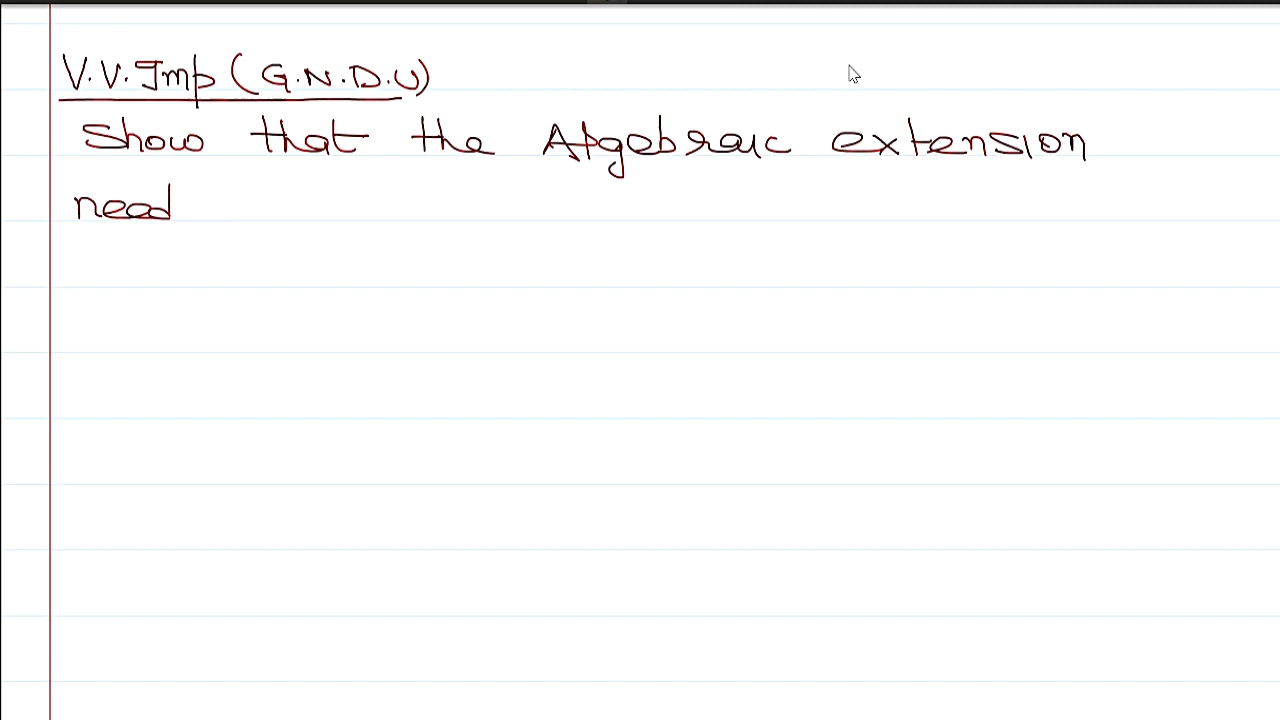 V.V.Imp (G.N.D.U)
Show that the Algebraic extension
need